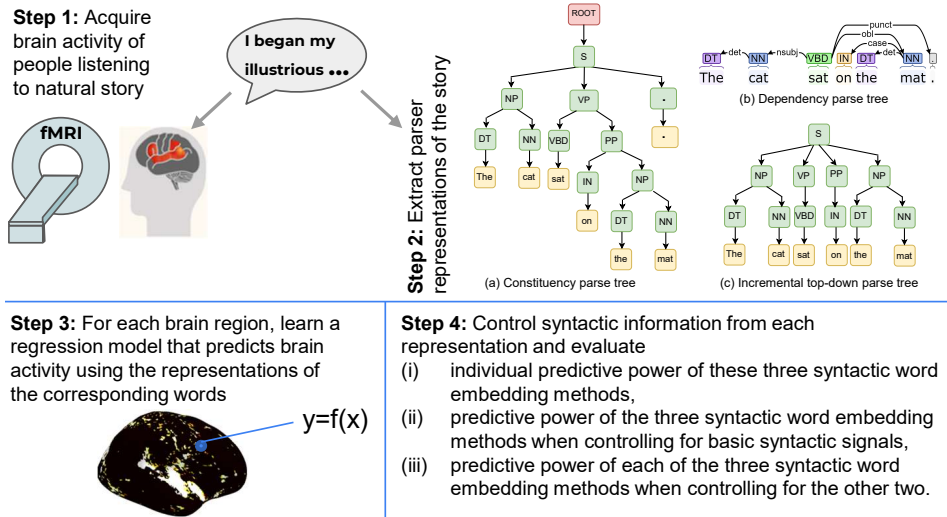 Step 1: Acquire
brain activity of
people listening
to natural story
I began my
illustrious ...
fMRI
Step 2: Extract parser
representations of the story
ROOT
S
NP VP .
DT NN VBD PP .
The cat sat IN NP
on DT NN
the mat
(a) Constituency parse tree
punct
obl
case
det nsubj det
DT NN VBD IN DT NN .
The cat sat on the mat .
(b) Dependency parse tree
S
NP VP PP NP
DT NN VBD IN DT NN
The cat sat on the mat
(c) Incremental top-down parse tree
Step 3: For each brain region, learn a
regression model that predicts brain
activity using the representations of
the corresponding words
y=f(x)
Step 4: Control syntactic information from each
representation and evaluate
(i) individual predictive power of these three syntactic word
embedding methods,
(ii) predictive power of the three syntactic word embedding
methods when controlling for basic syntactic signals,
(iii) predictive power of each of the three syntactic word
embedding methods when controlling for the other two.